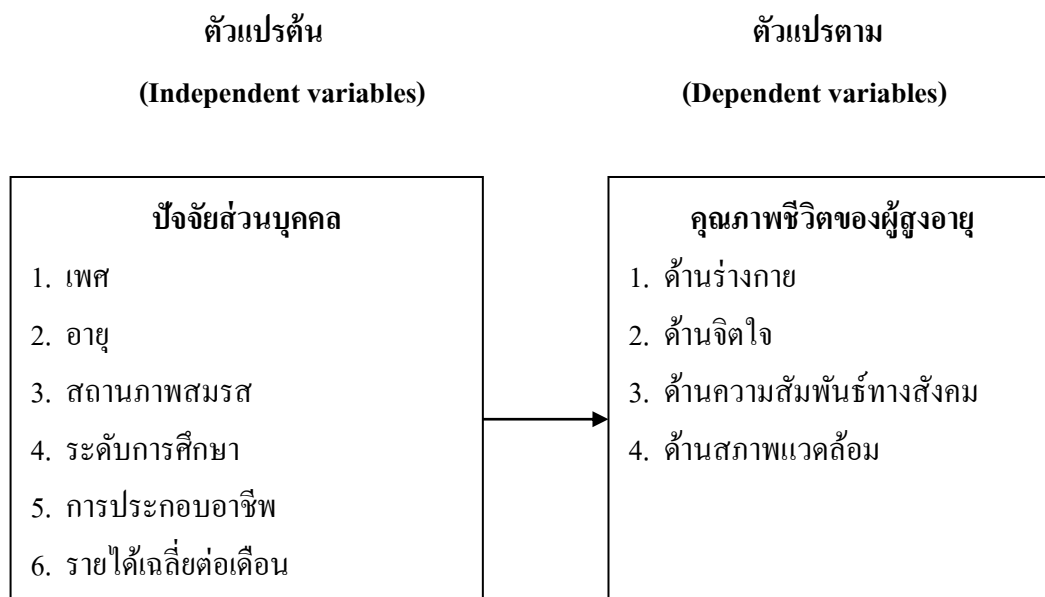 ตัวแปรต้น
(Independent variables)
ตัวแปรตาม
(Dependent variables)
ปัจจัยส่วนบุคคล
1. เพศ
2. อายุ
3. สถานภาพสมรส
4. ระดับการศึกษา
5. การประกอบอาชีพ
6. รายได้เฉลี่ยต่อเดือน
คุณภาพชีวิตของผู้สูงอายุ
1. ด้านร่างกาย
2. ด้านจิตใจ
3. ด้านความสัมพันธ์ทางสังคม
4. ด้านสภาพแวดล้อม